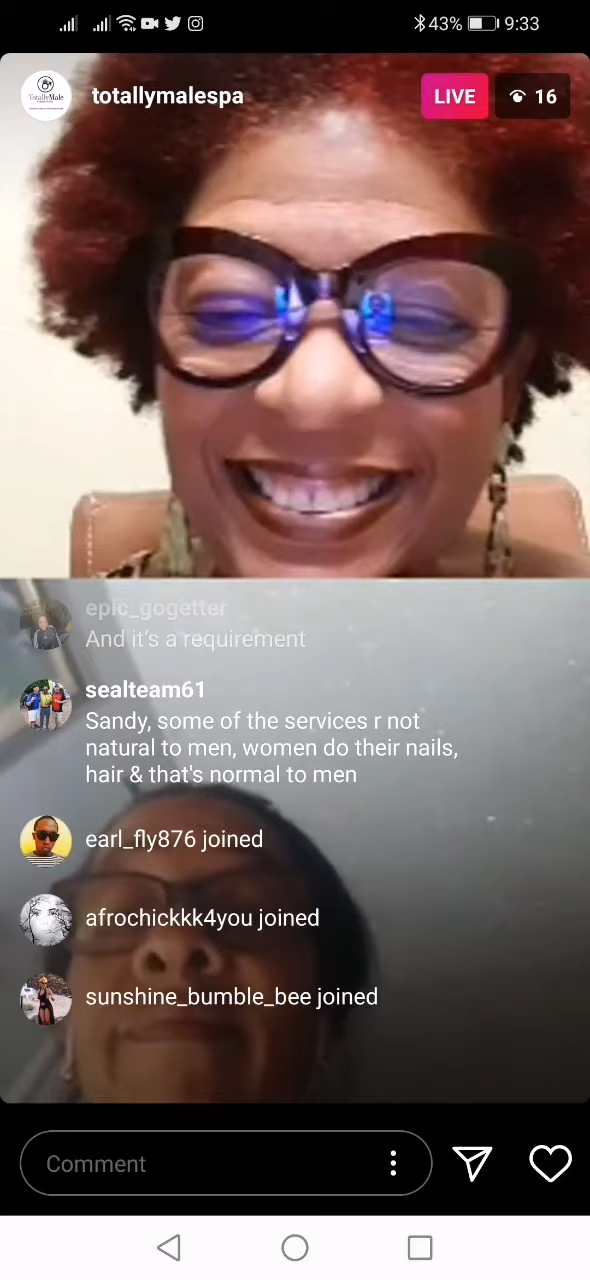 43% 9:33
TotallyMale
totallymalespa
LIVE
16
epic_gogetter
And it's a requirement
sealteam61
Sandy, some of the services r not
natural to men, women do their nails,
hair & that's normal to men
earl_fly876 joined
afrochickkk4you joined
sunshine_bumble_bee joined
Comment